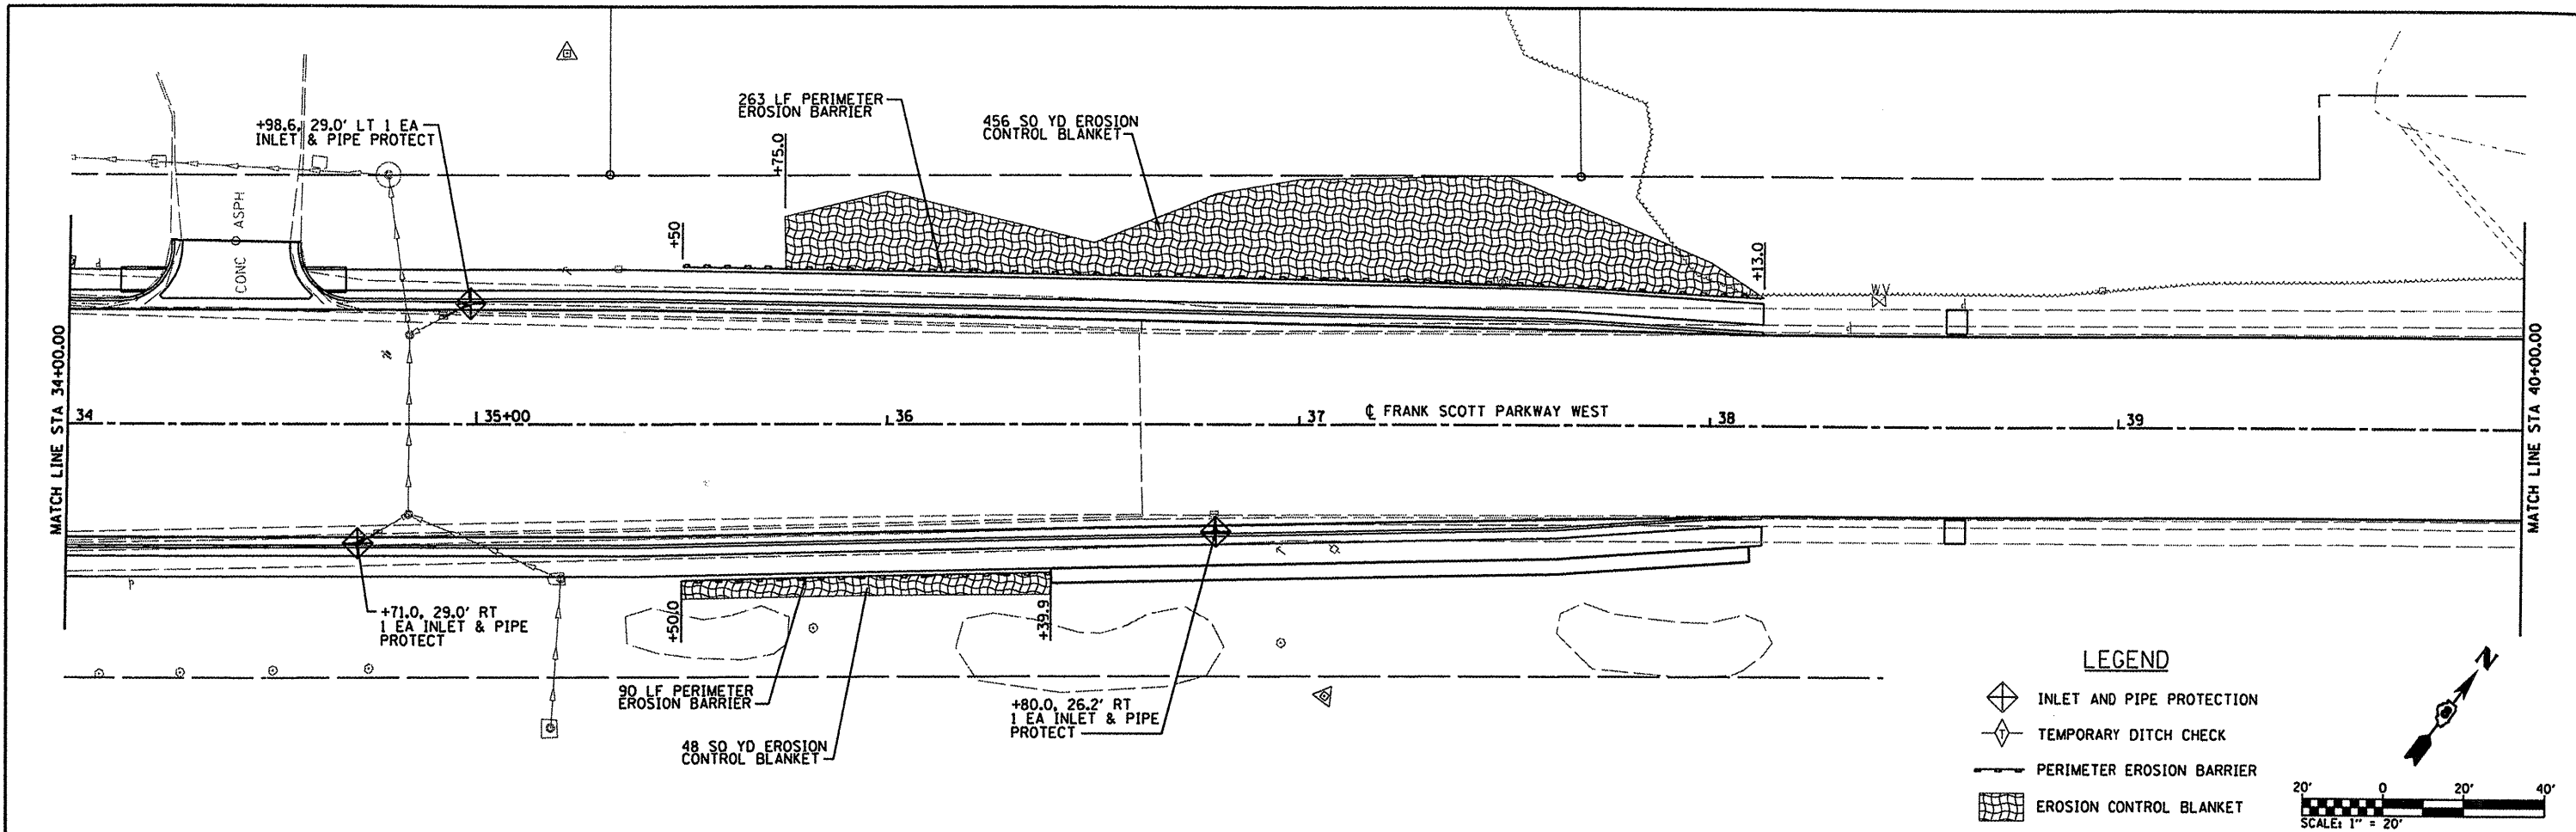 263 LF PERIMETER
EROSION BARRIER
456 SQ YD EROSION
CONTROL BLANKET
+98.6, 29.0' LT 1 EA
INLET & PIPE PROTECT
+75.0
+50
+13.0
CONC
ASPH
WV
MATCH LINE STA 34+00.00
34
35+00
36
37
℄ FRANK SCOTT PARKWAY WEST
38
39
MATCH LINE STA 40+00.00
+71.0, 29.0' RT
1 EA INLET & PIPE
PROTECT
+50.0
+39.9
90 LF PERIMETER
EROSION BARRIER
48 SQ YD EROSION
CONTROL BLANKET
+80.0, 26.2' RT
1 EA INLET & PIPE
PROTECT
LEGEND
INLET AND PIPE PROTECTION
T
TEMPORARY DITCH CHECK
PERIMETER EROSION BARRIER
EROSION CONTROL BLANKET
N
20' 0 20' 40'
SCALE: 1" = 20'